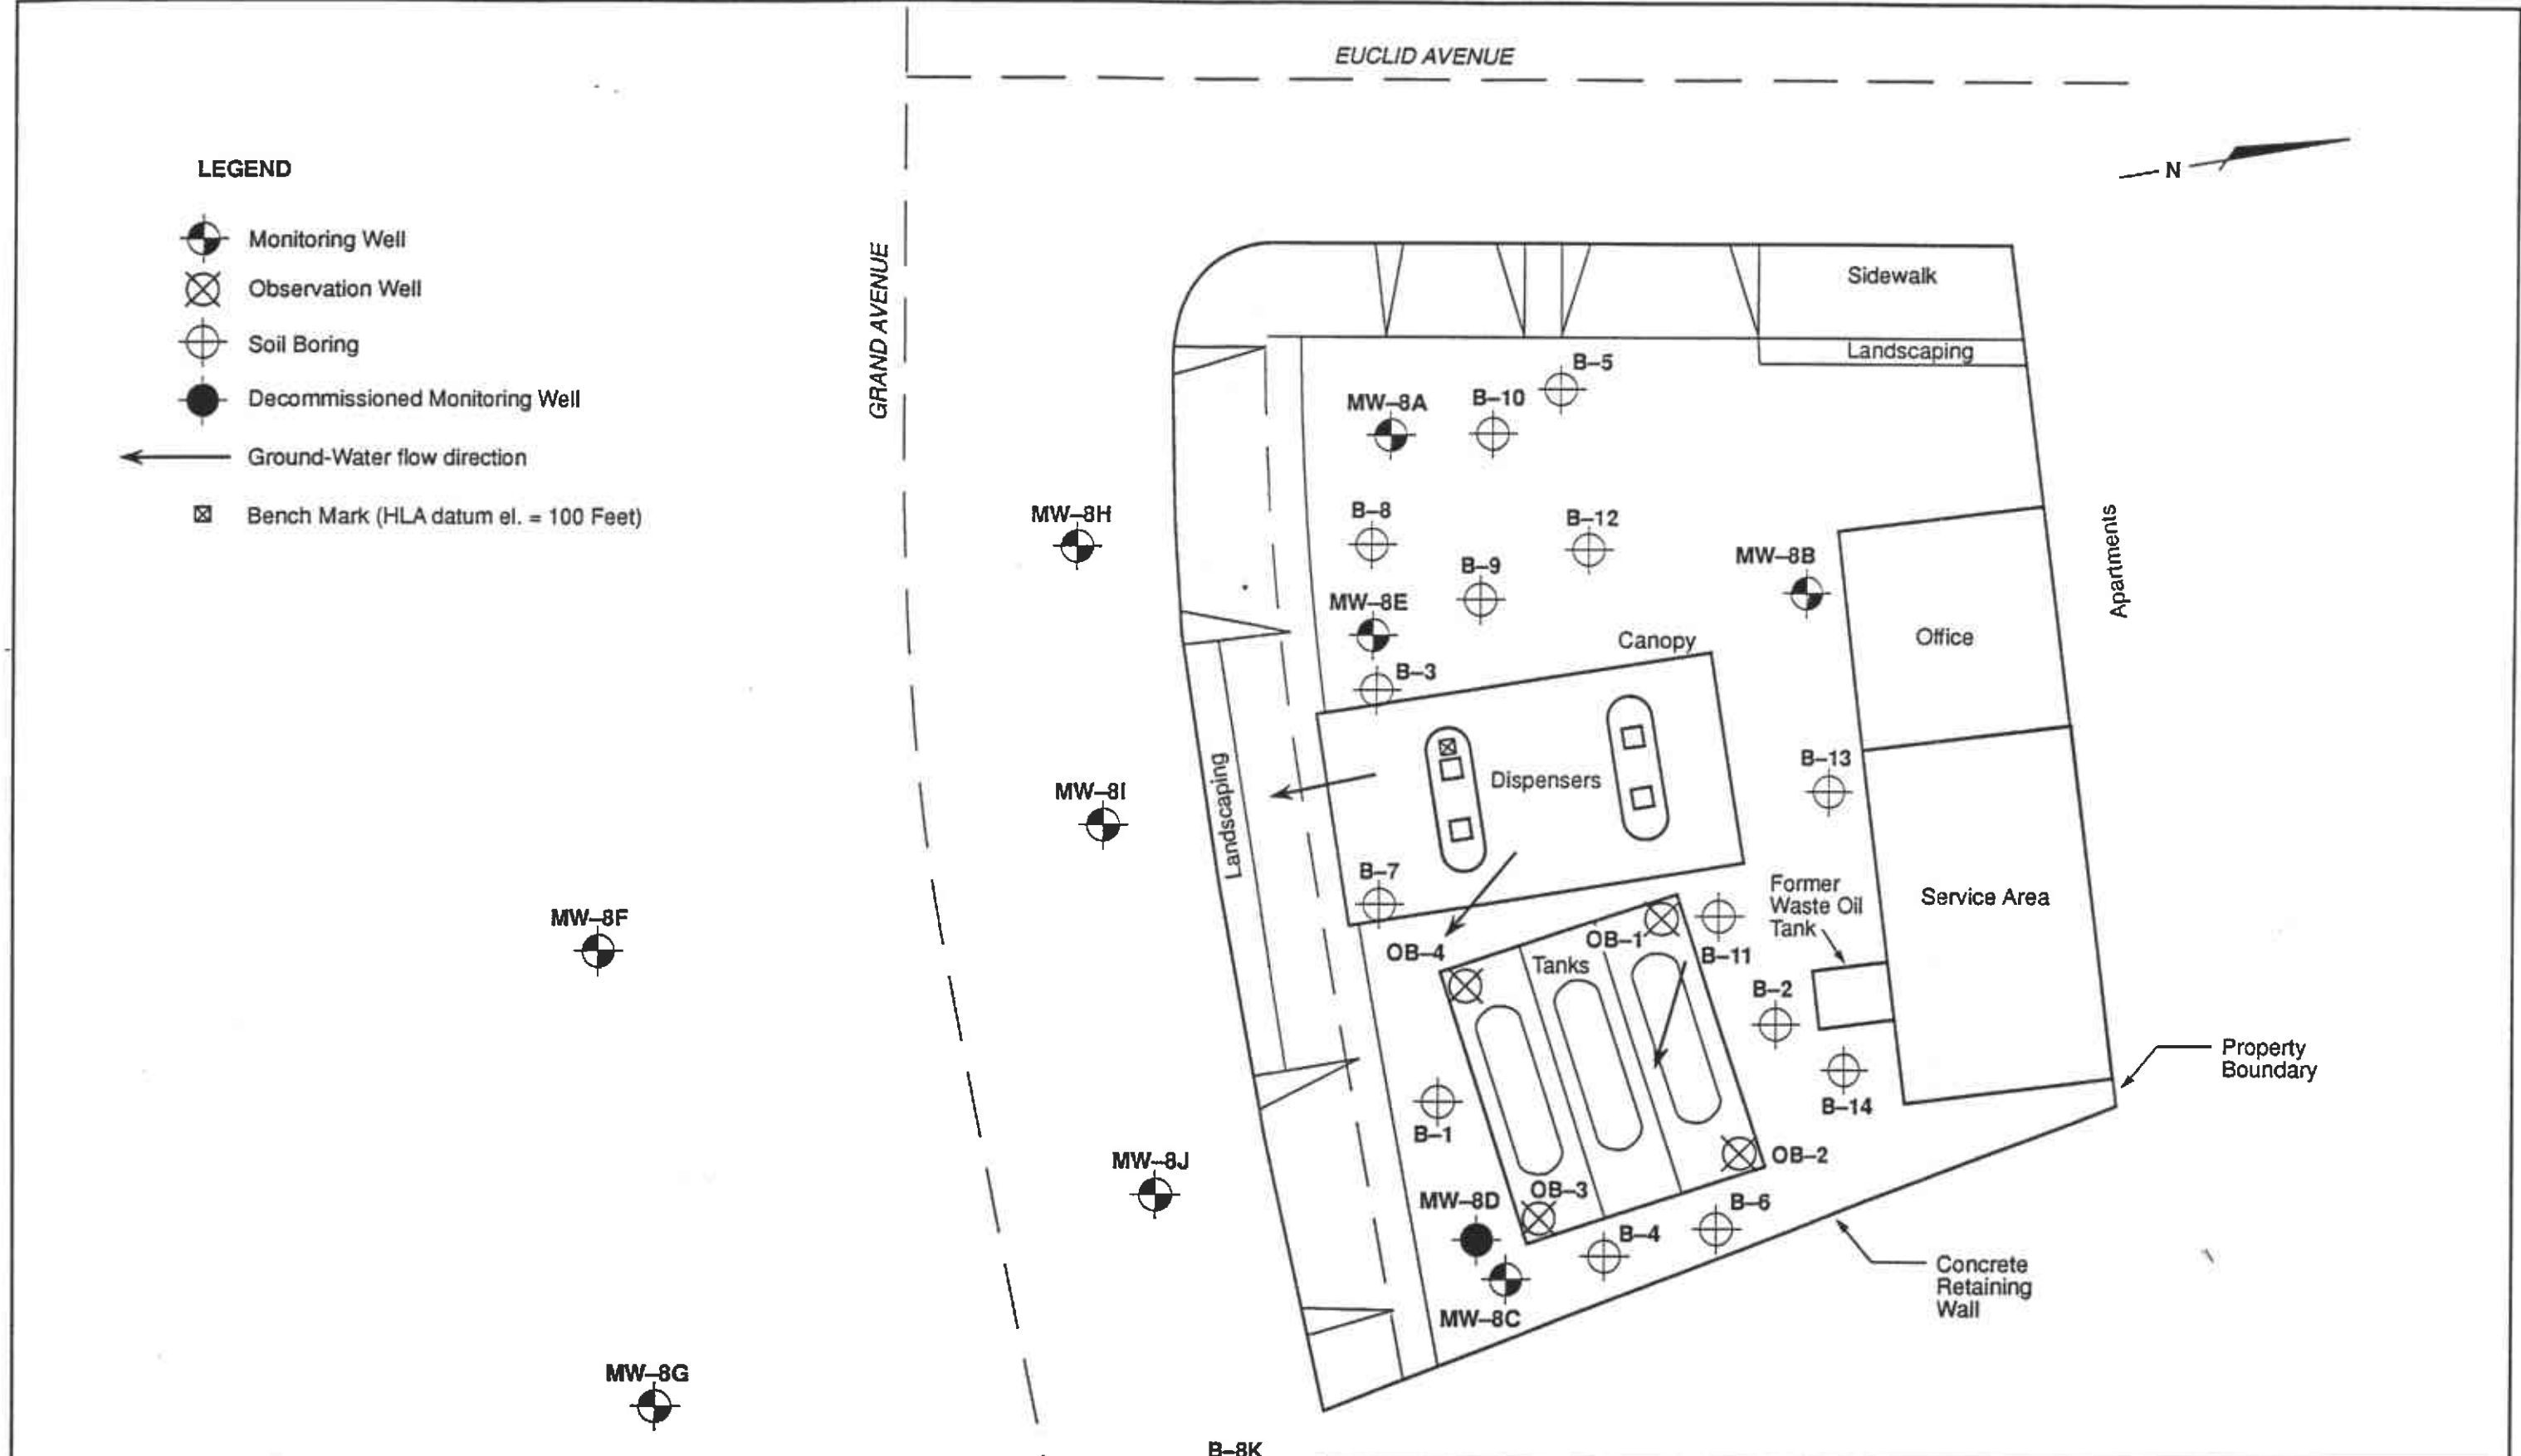 EUCLID AVENUE
N
LEGEND
Monitoring Well
Observation Well
Soil Boring
Decommissioned Monitoring Well
Ground-Water flow direction
Bench Mark (HLA datum el. = 100 Feet)
GRAND AVENUE
Sidewalk
Landscaping
B–5
MW–8A
B–10
MW–8H
B–8
B–12
MW–8B
B–9
MW–8E
Apartments
Office
Canopy
B–3
Dispensers
B–13
MW–8I
Landscaping
B–7
Former
Waste Oil
Tank
Service Area
MW–8F
OB–4
OB–1
Tanks
B–11
B–2
Property
Boundary
B–14
B–1
MW–8J
OB–2
OB–3
MW–8D
B–6
B–4
Concrete
Retaining
Wall
MW–8C
MW–8G
B–8K